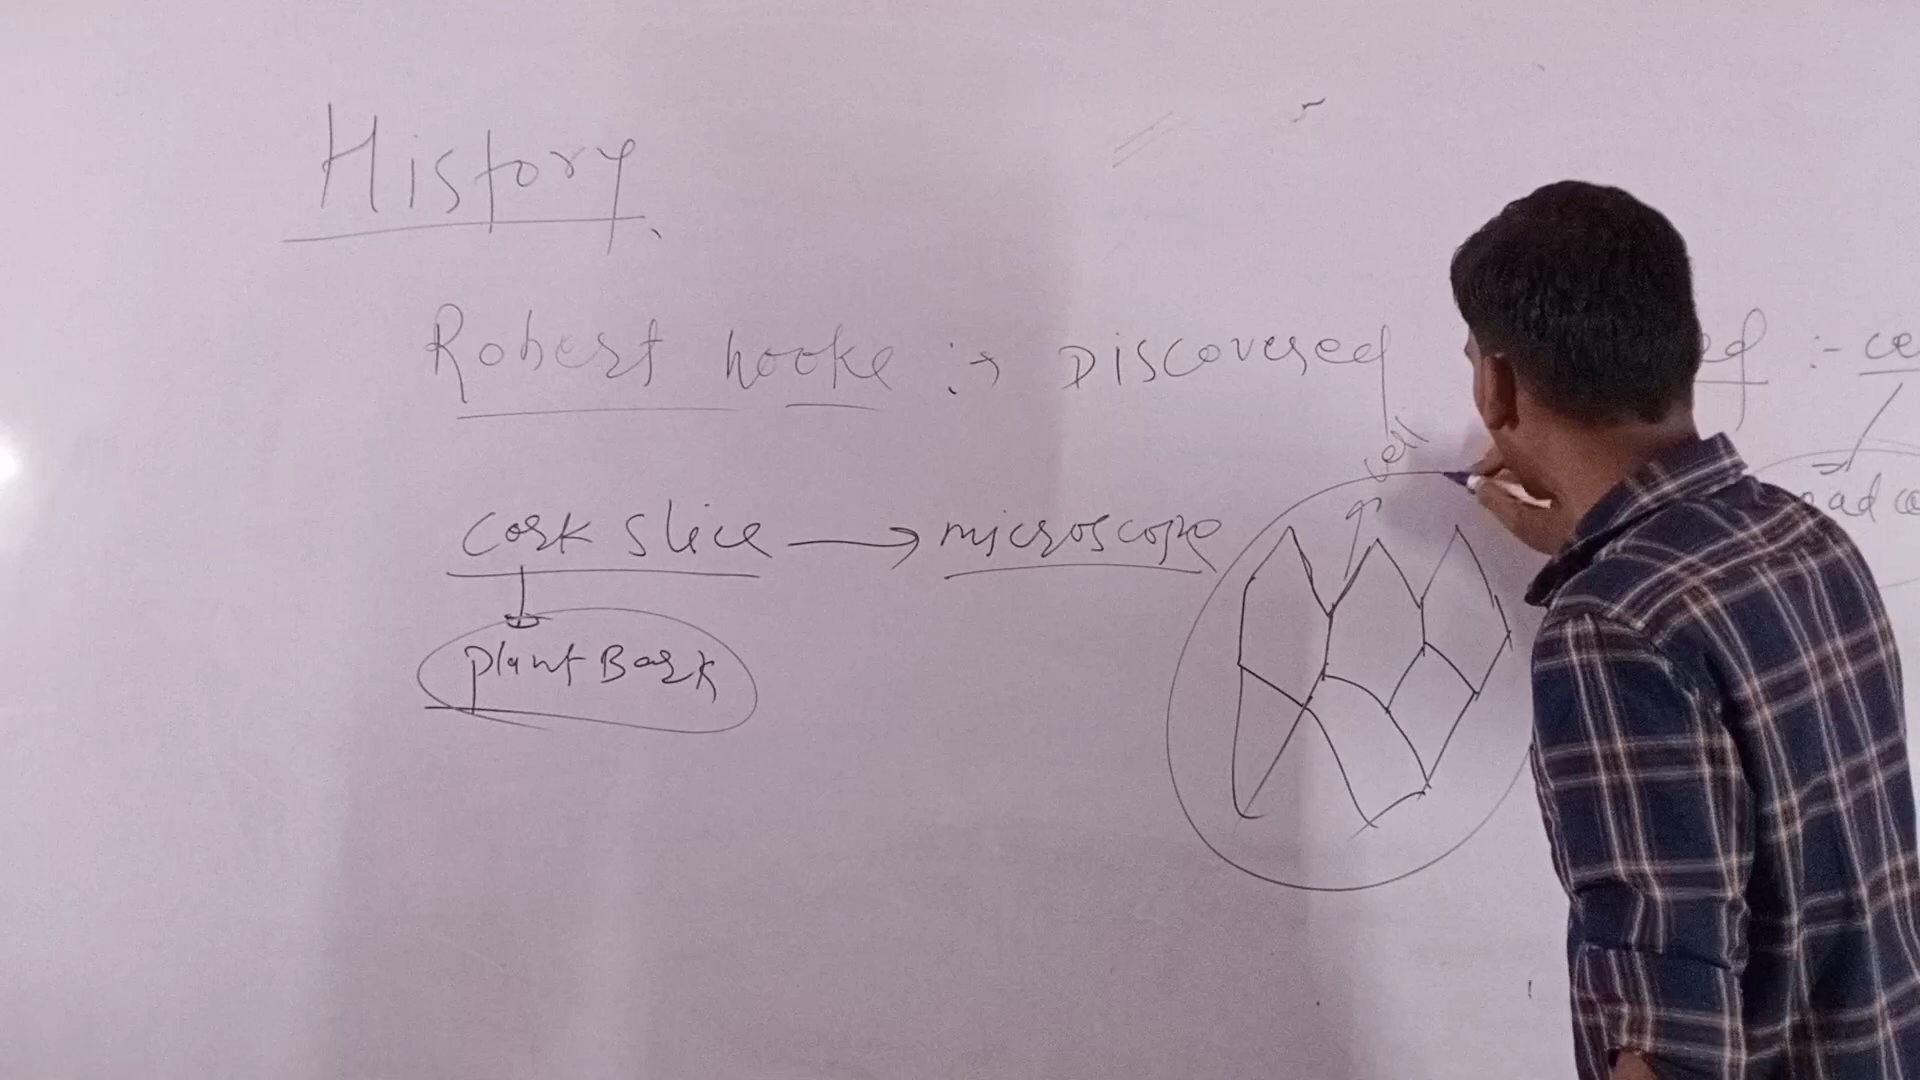 History
Robert hooke :→ Discovered
cell
cork slice → microscope
plant Bark